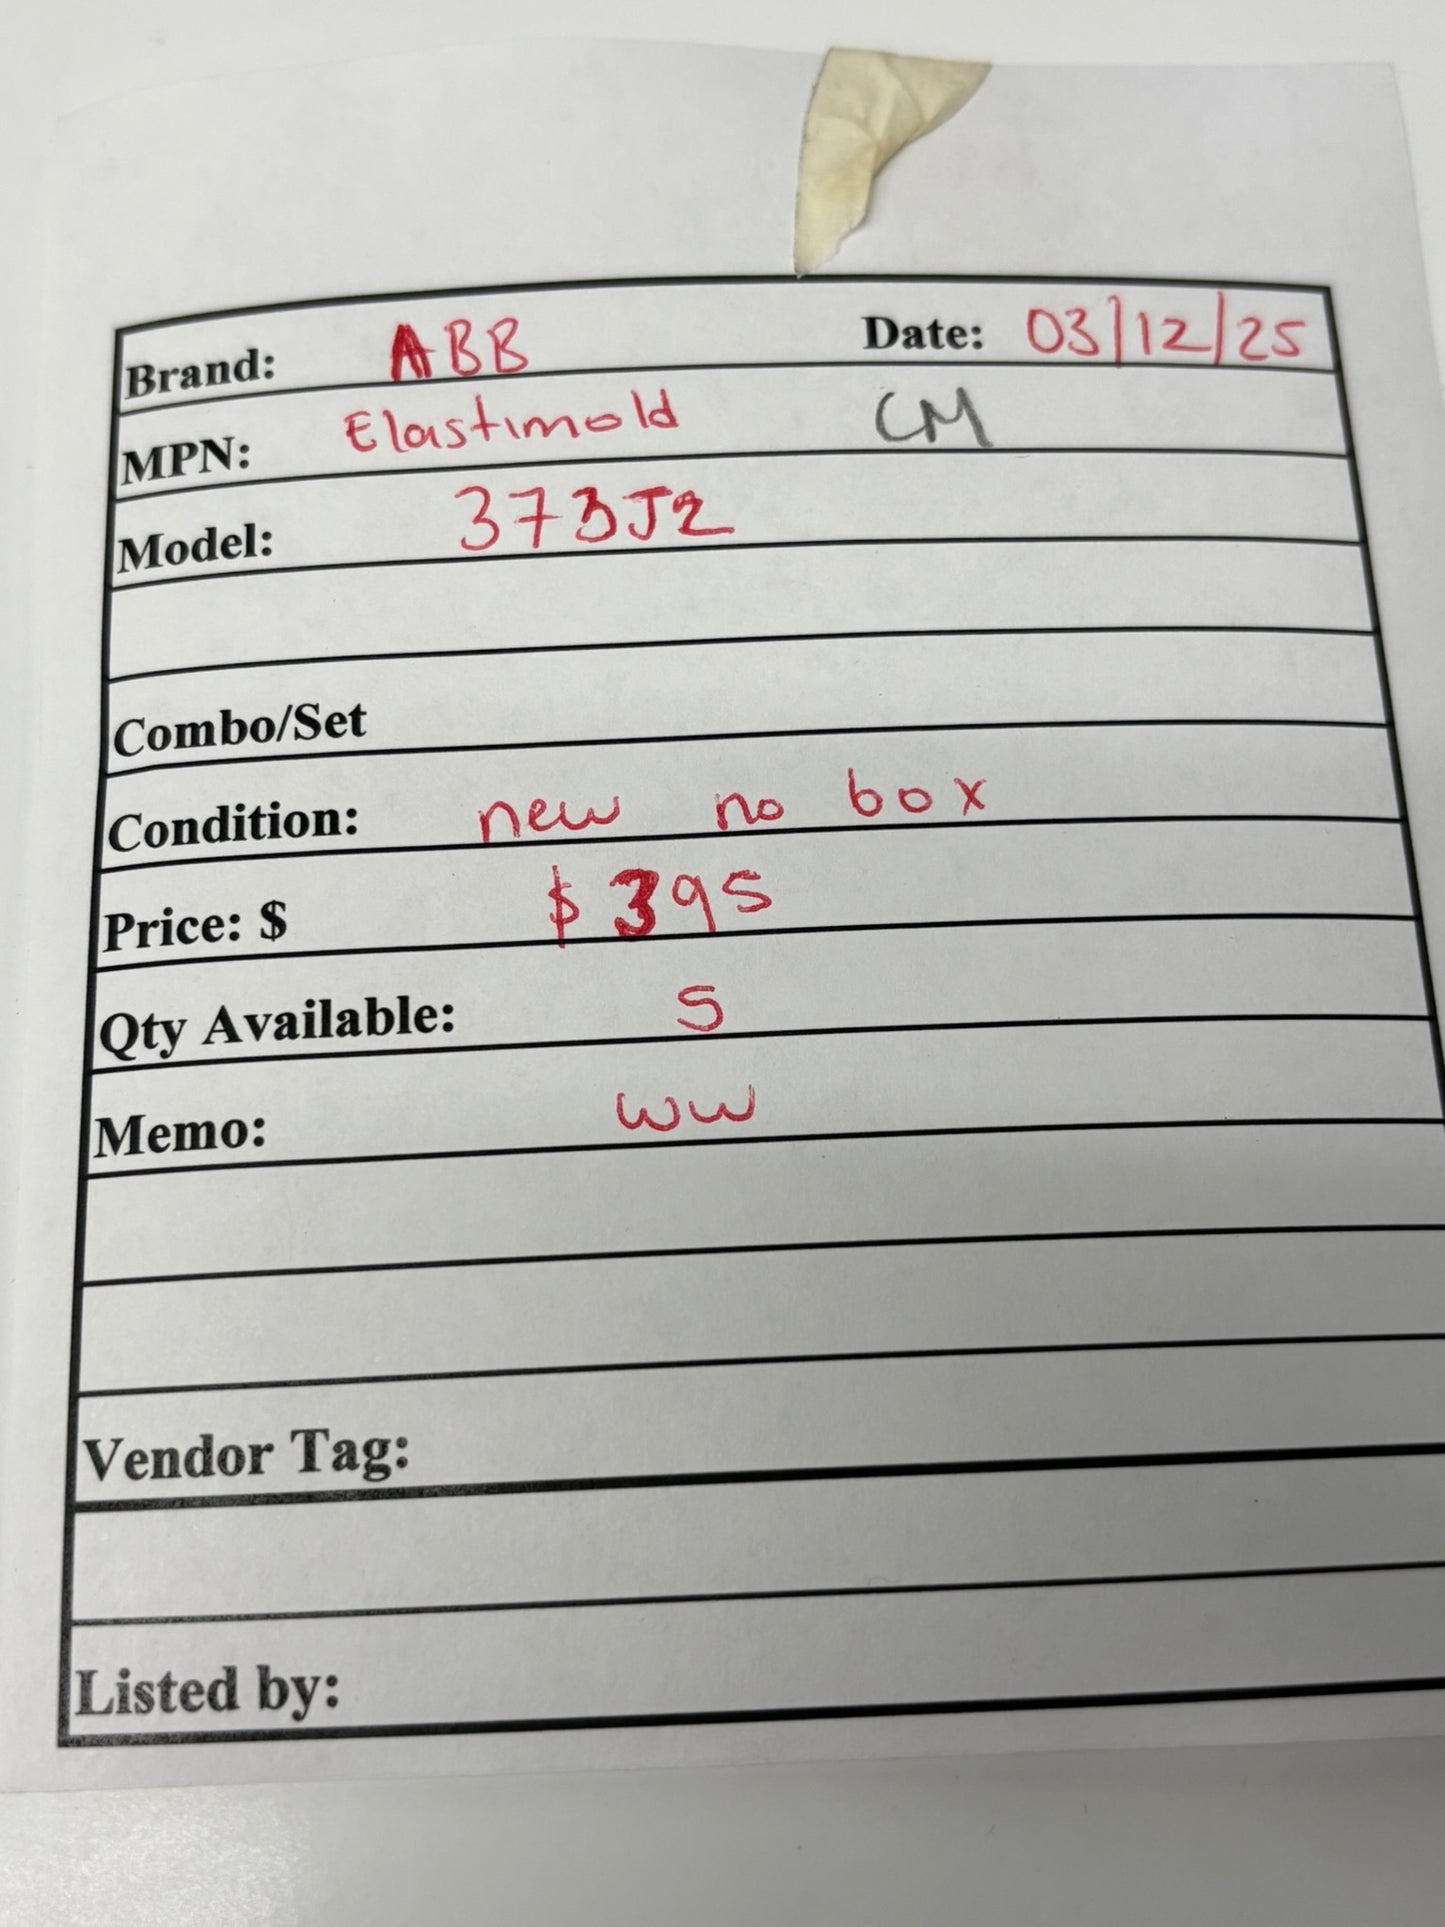 Brand: ABB Date: 03/12/25
MPN: Elastimold CM
Model: 373J2
Combo/Set
Condition: new no box
Price: $ $395
Qty Available: 5
Memo: WW
Vendor Tag:
Listed by: